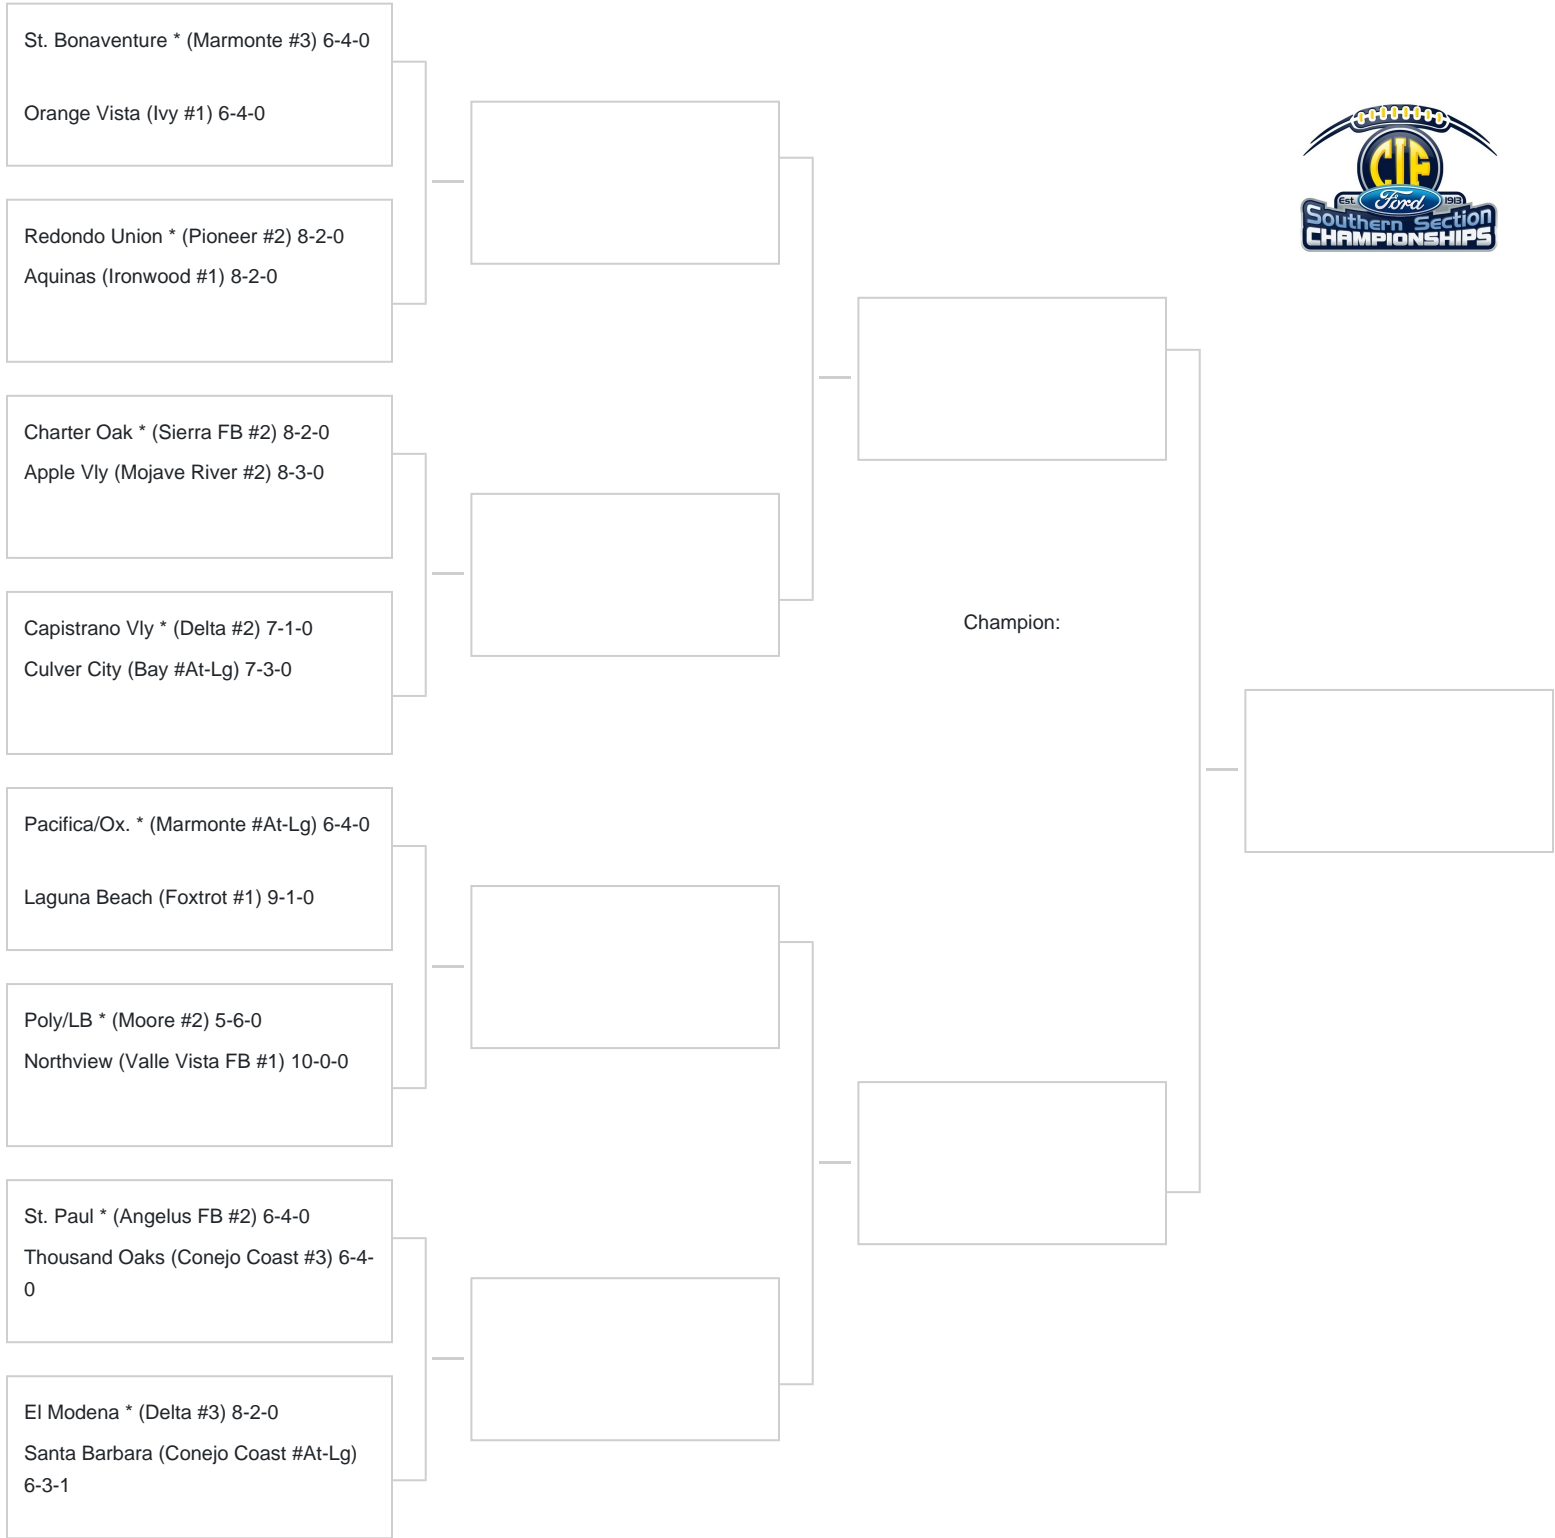 St. Bonaventure * (Marmonte #3) 6-4-0
Orange Vista (Ivy #1) 6-4-0
Redondo Union * (Pioneer #2) 8-2-0
Aquinas (Ironwood #1) 8-2-0
Charter Oak * (Sierra FB #2) 8-2-0
Apple Vly (Mojave River #2) 8-3-0
Capistrano Vly * (Delta #2) 7-1-0
Culver City (Bay #At-Lg) 7-3-0
Pacifica/Ox. * (Marmonte #At-Lg) 6-4-0
Laguna Beach (Foxtrot #1) 9-1-0
Poly/LB * (Moore #2) 5-6-0
Northview (Valle Vista FB #1) 10-0-0
St. Paul * (Angelus FB #2) 6-4-0
Thousand Oaks (Conejo Coast #3) 6-4-
0
El Modena * (Delta #3) 8-2-0
Santa Barbara (Conejo Coast #At-Lg)
6-3-1
Champion:
CIF
Est. Ford 1913
Southern Section
CHAMPIONSHIPS